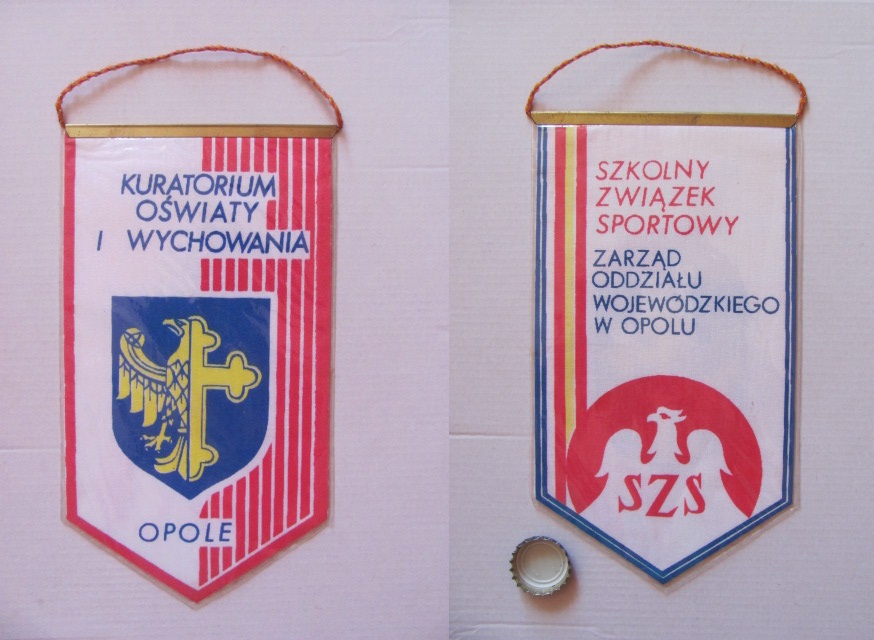 KURATORIUM
OŚWIATY
I WYCHOWANIA
OPOLE
SZKOLNY
ZWIĄZEK
SPORTOWY
ZARZĄD
ODDZIAŁU
WOJEWÓDZKIEGO
W OPOLU
SZS